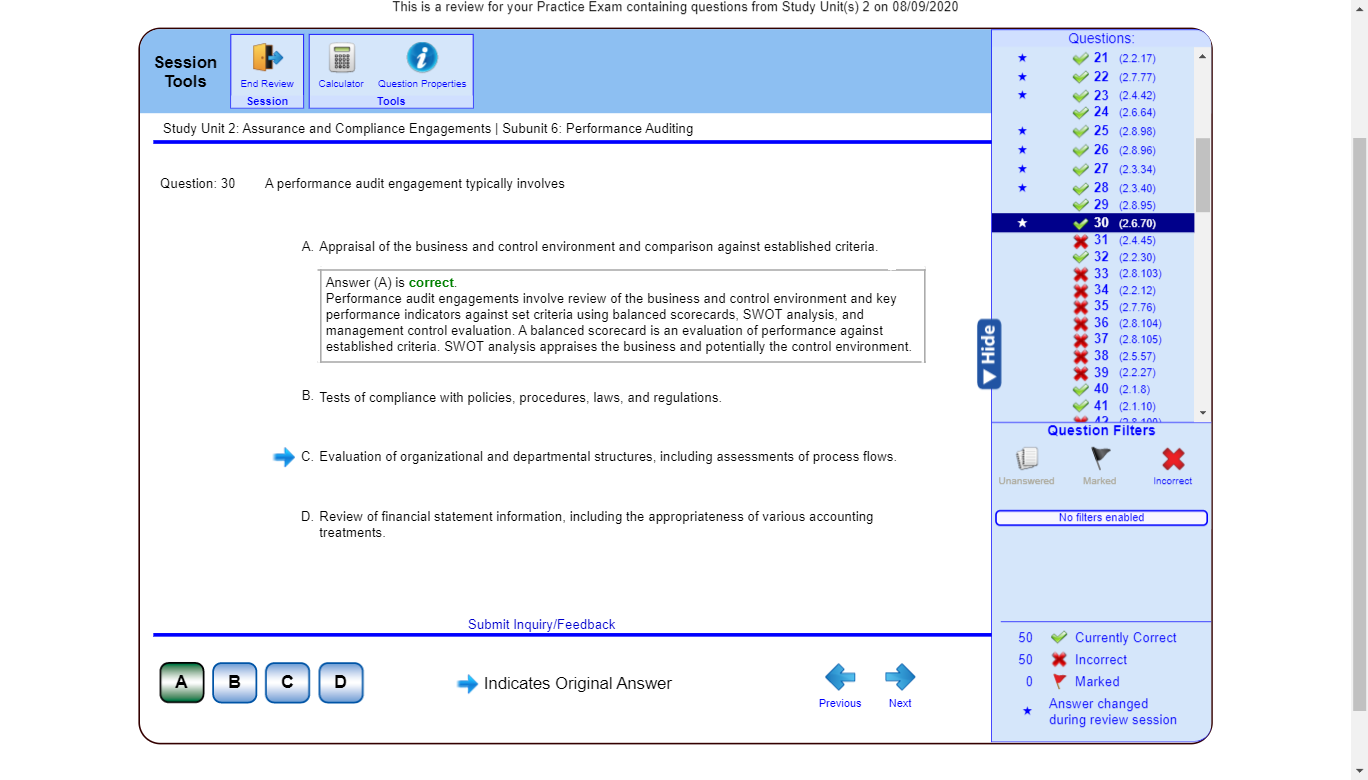 This is a review for your Practice Exam containing questions from Study Unit(s) 2 on 08/09/2020
Session
Tools
End Review
Session
Calculator
Question Properties
Tools
Study Unit 2: Assurance and Compliance Engagements | Subunit 6: Performance Auditing
Question: 30 A performance audit engagement typically involves
A. Appraisal of the business and control environment and comparison against established criteria.
Answer (A) is correct.
Performance audit engagements involve review of the business and control environment and key
performance indicators against set criteria using balanced scorecards, SWOT analysis, and
management control evaluation. A balanced scorecard is an evaluation of performance against
established criteria. SWOT analysis appraises the business and potentially the control environment.
B. Tests of compliance with policies, procedures, laws, and regulations.
C. Evaluation of organizational and departmental structures, including assessments of process flows.
D. Review of financial statement information, including the appropriateness of various accounting
treatments.
Submit Inquiry/Feedback
A B C D
Indicates Original Answer
Previous
Next
Hide
Questions:
21 (2.2.17)
22 (2.7.77)
23 (2.4.42)
24 (2.6.64)
25 (2.8.98)
26 (2.8.96)
27 (2.3.34)
28 (2.3.40)
29 (2.8.95)
30 (2.6.70)
31 (2.4.45)
32 (2.2.30)
33 (2.8.103)
34 (2.2.12)
35 (2.7.76)
36 (2.8.104)
37 (2.8.105)
38 (2.5.57)
39 (2.2.27)
40 (2.1.8)
41 (2.1.10)
42 (2.8.100)
Question Filters
Unanswered
Marked
Incorrect
No filters enabled
50 Currently Correct
50 Incorrect
0 Marked
Answer changed
during review session